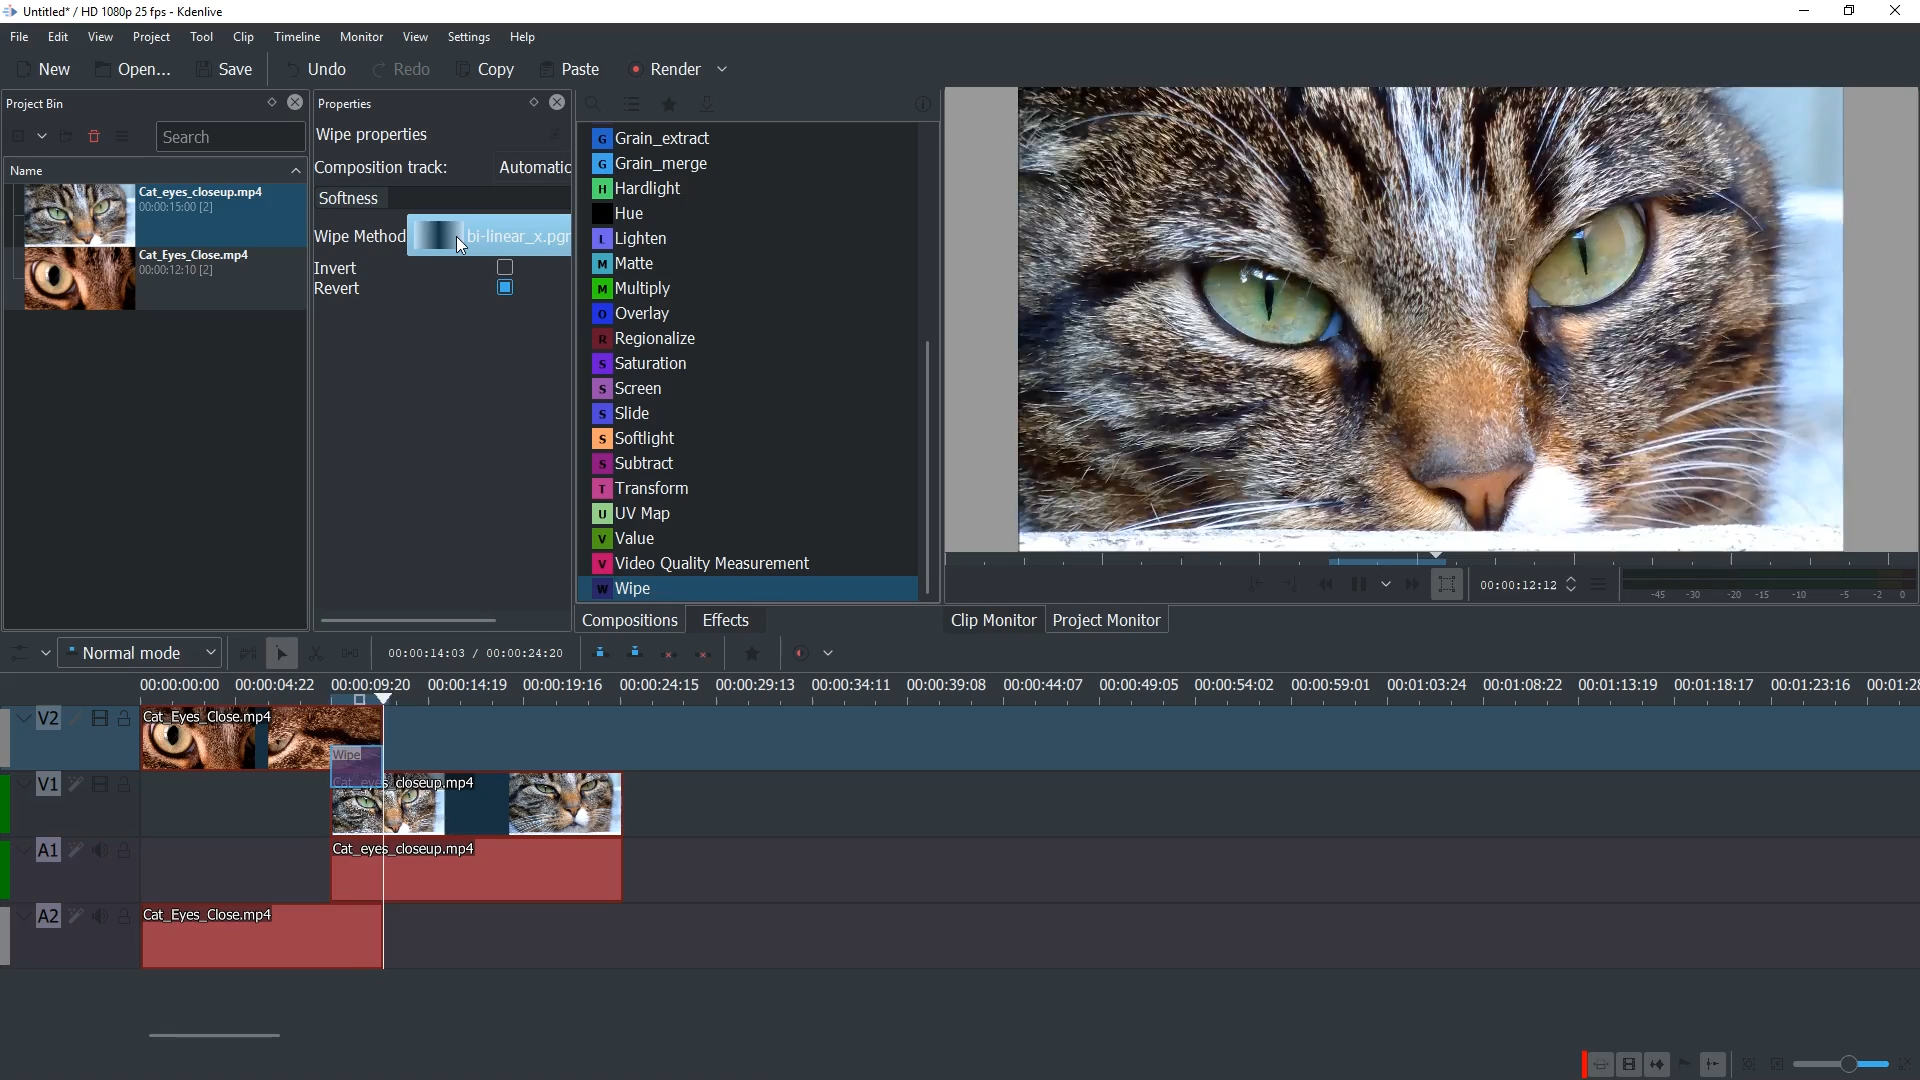 Untitled* / HD 1080p 25 fps - Kdenlive
File Edit View Project Tool Clip Timeline Monitor View Settings Help
New Open... Save Undo Redo Copy Paste Render
Project Bin
Search
Name
Cat_eyes_closeup.mp4
00:00:15:00 [2]
Cat_Eyes_Close.mp4
00:00:12:10 [2]
Properties
Wipe properties
Composition track: Automatic
Softness
Wipe Method bi-linear_x.pgm
Invert
Revert
G Grain_extract
G Grain_merge
H Hardlight
Hue
L Lighten
M Matte
M Multiply
O Overlay
R Regionalize
S Saturation
S Screen
S Slide
S Softlight
S Subtract
T Transform
U UV Map
V Value
V Video Quality Measurement
W Wipe
Compositions Effects
00:00:12:12
-45 -30 -20 -15 -10 -5 -2 0
Clip Monitor Project Monitor
Normal mode 00:00:14:03 / 00:00:24:20
00:00:00:00 00:00:04:22 00:00:09:20 00:00:14:19 00:00:19:16 00:00:24:15 00:00:29:13 00:00:34:11 00:00:39:08 00:00:44:07 00:00:49:05 00:00:54:02 00:00:59:01 00:01:03:24 00:01:08:22 00:01:13:19 00:01:18:17 00:01:23:16 00:01:28
V2 Cat_Eyes_Close.mp4
Wipe
V1 Cat_eyes_closeup.mp4
A1 Cat_eyes_closeup.mp4
A2 Cat_Eyes_Close.mp4